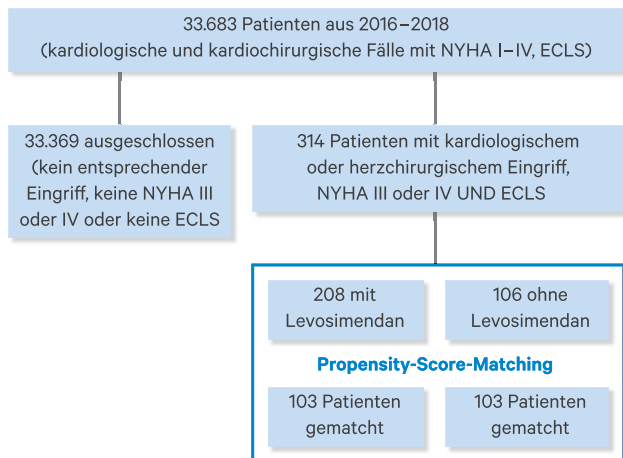 33.683 Patienten aus 2016–2018
(kardiologische und kardiochirurgische Fälle mit NYHA I–IV, ECLS)
33.369 ausgeschlossen
(kein entsprechender
Eingriff, keine NYHA III
oder IV oder keine ECLS
314 Patienten mit kardiologischem
oder herzchirurgischem Eingriff,
NYHA III oder IV UND ECLS
208 mit
Levosimendan
106 ohne
Levosimendan
Propensity-Score-Matching
103 Patienten
gematcht
103 Patienten
gematcht